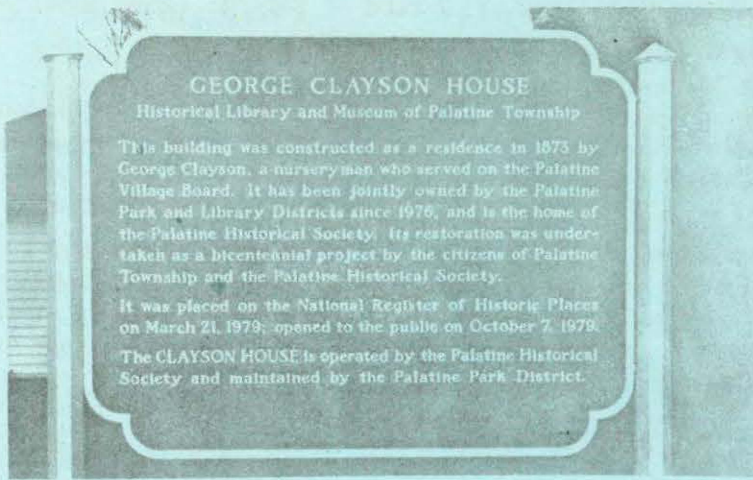 GEORGE CLAYSON HOUSE
Historical Library and Museum of Palatine Township
This building was constructed as a residence in 1873 by
George Clayson, a nurseryman who served on the Palatine
Village Board. It has been jointly owned by the Palatine
Park and Library Districts since 1976, and is the home of
the Palatine Historical Society. Its restoration was under-
taken as a bicentennial project by the citizens of Palatine
Township and the Palatine Historical Society.
It was placed on the National Register of Historic Places
on March 21, 1979; opened to the public on October 7, 1979.
The CLAYSON HOUSE is operated by the Palatine Historical
Society and maintained by the Palatine Park District.